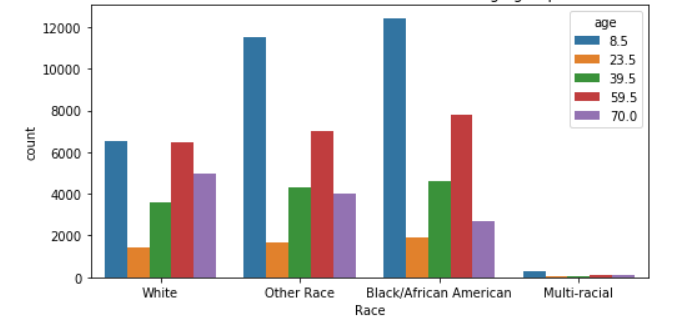 age
8.5
23.5
39.5
59.5
70.0
12000
10000
8000
6000
4000
2000
0
count
White
Other Race
Black/African American
Multi-racial
Race